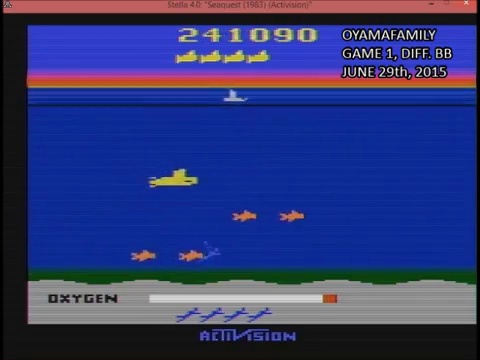 Stella 4.0: "Seaquest (1983) (Activision)"
241090
OYAMAFAMILY
GAME 1, DIFF. BB
JUNE 29th, 2015
OXYGEN
ACTIVISION